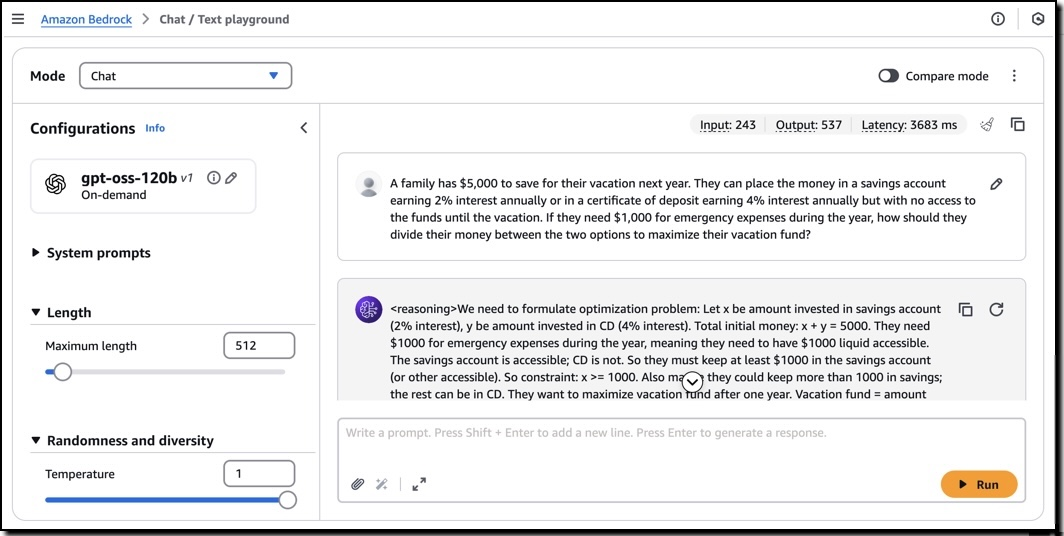 Amazon Bedrock > Chat / Text playground
Mode
Chat
Compare mode
Configurations Info
Input: 243 Output: 537 Latency: 3683 ms
gpt-oss-120b v1
On-demand
System prompts
Length
Maximum length
512
Randomness and diversity
Temperature
1
A family has $5,000 to save for their vacation next year. They can place the money in a savings account
earning 2% interest annually or in a certificate of deposit earning 4% interest annually but with no access to
the funds until the vacation. If they need $1,000 for emergency expenses during the year, how should they
divide their money between the two options to maximize their vacation fund?
<reasoning>We need to formulate optimization problem: Let x be amount invested in savings account
(2% interest), y be amount invested in CD (4% interest). Total initial money: x + y = 5000. They need
$1000 for emergency expenses during the year, meaning they need to have $1000 liquid accessible.
The savings account is accessible; CD is not. So they must keep at least $1000 in the savings account
(or other accessible). So constraint: x >= 1000. Also they could keep more than 1000 in savings;
the rest can be in CD. They want to maximize vacation fund after one year. Vacation fund = amount
Write a prompt. Press Shift + Enter to add a new line. Press Enter to generate a response.
Run